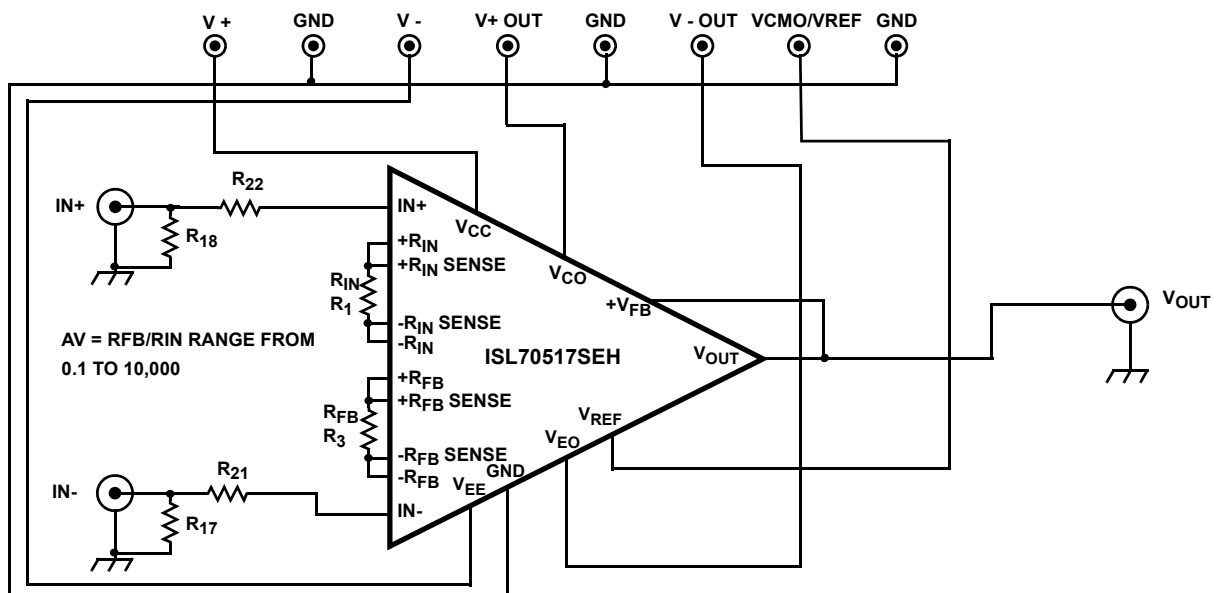 V + GND V - V+ OUT GND V - OUT VCMO/VREF GND
R22
IN+
R18
IN+
VCC
+RIN
+RIN SENSE
VCO
RIN
R1
+VFB
VOUT
-RIN SENSE
-RIN
AV = RFB/RIN RANGE FROM
0.1 TO 10,000
ISL70517SEH
VOUT
+RFB
+RFB SENSE
RFB
R3
VREF
VEO
-RFB SENSE
GND
-RFB
VEE
R21
IN-
R17
IN-